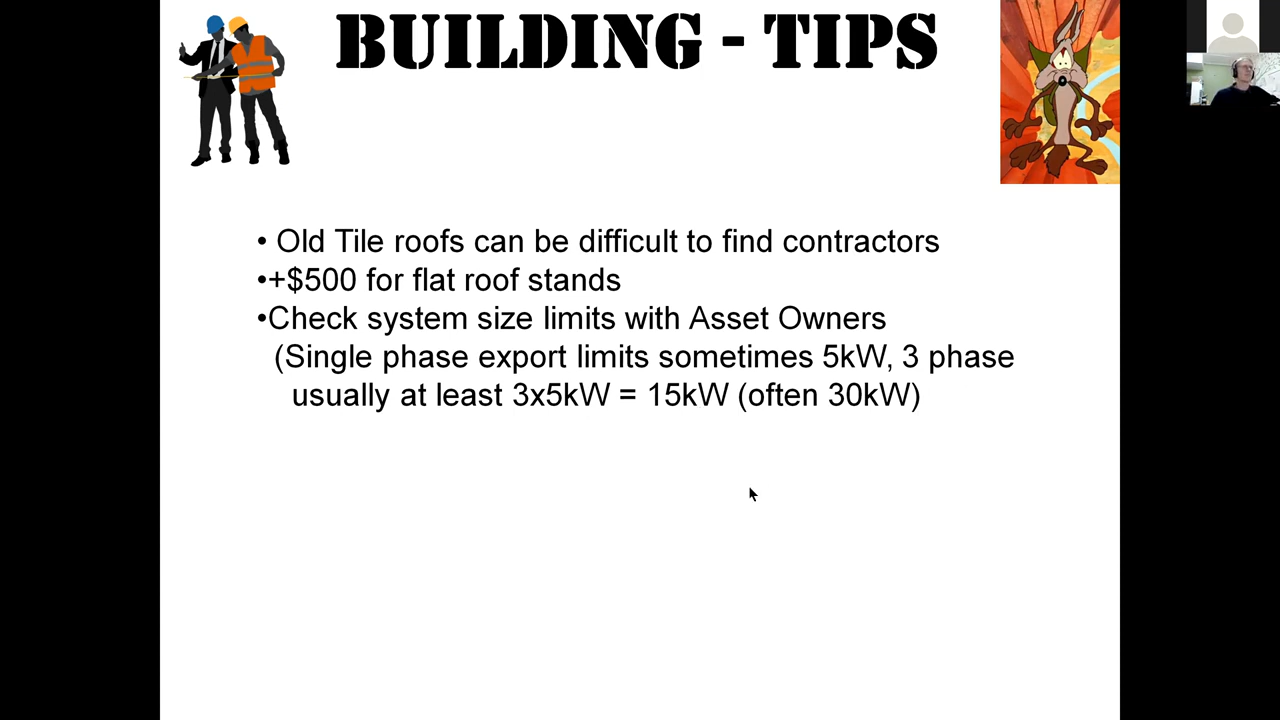 BUILDING - TIPS
• Old Tile roofs can be difficult to find contractors
•+$500 for flat roof stands
•Check system size limits with Asset Owners
(Single phase export limits sometimes 5kW, 3 phase
usually at least 3x5kW = 15kW (often 30kW)